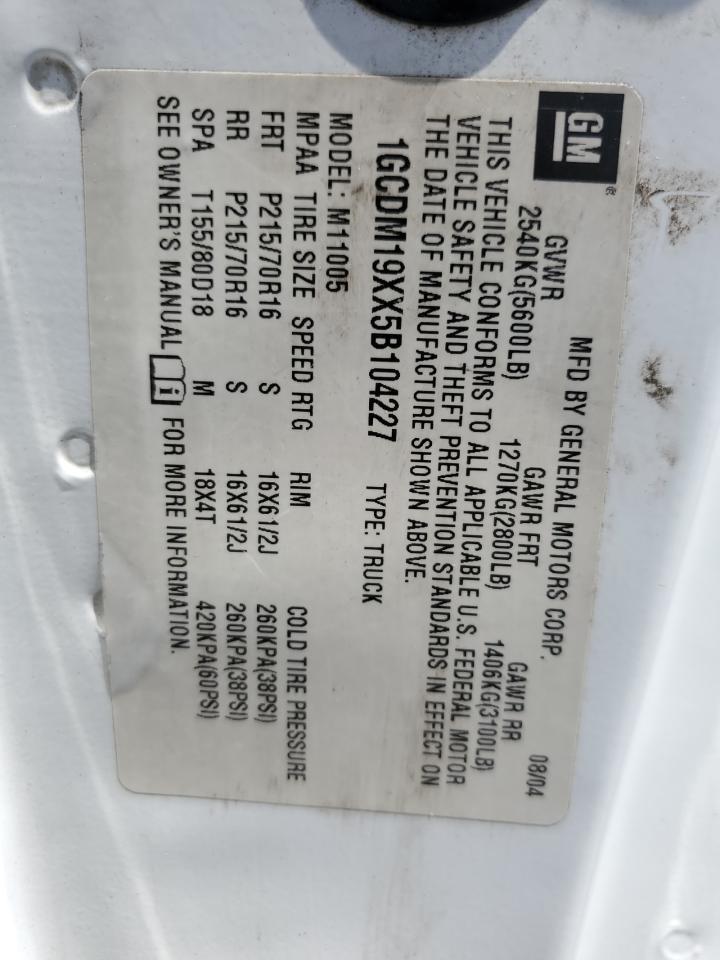 GM®
MFD BY GENERAL MOTORS CORP. 08/04
GVWR GAWR FRT GAWR RR
2540KG(5600LB) 1270KG(2800LB) 1406KG(3100LB)
THIS VEHICLE CONFORMS TO ALL APPLICABLE U.S. FEDERAL MOTOR
VEHICLE SAFETY AND THEFT PREVENTION STANDARDS IN EFFECT ON
THE DATE OF MANUFACTURE SHOWN ABOVE.
1GCDM19XX5B104227 TYPE: TRUCK
MODEL: M11005
MPAA TIRE SIZE SPEED RTG RIM COLD TIRE PRESSURE
FRT P215/70R16 S 16X61/2J 260KPA(38PSI)
RR P215/70R16 S 16X61/2J 260KPA(38PSI)
SPA T155/80D18 M 18X4T 420KPA(60PSI)
SEE OWNER'S MANUAL i FOR MORE INFORMATION.